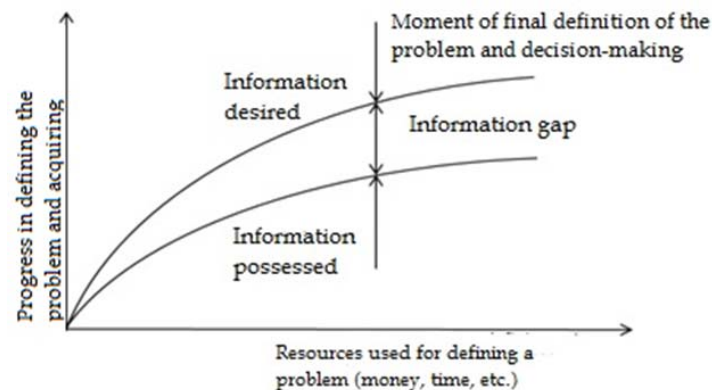 Moment of final definition of the
problem and decision-making
Information
desired
Information gap
Information
possessed
Progress in defining the
problem and acquiring
Resources used for defining a
problem (money, time, etc.)